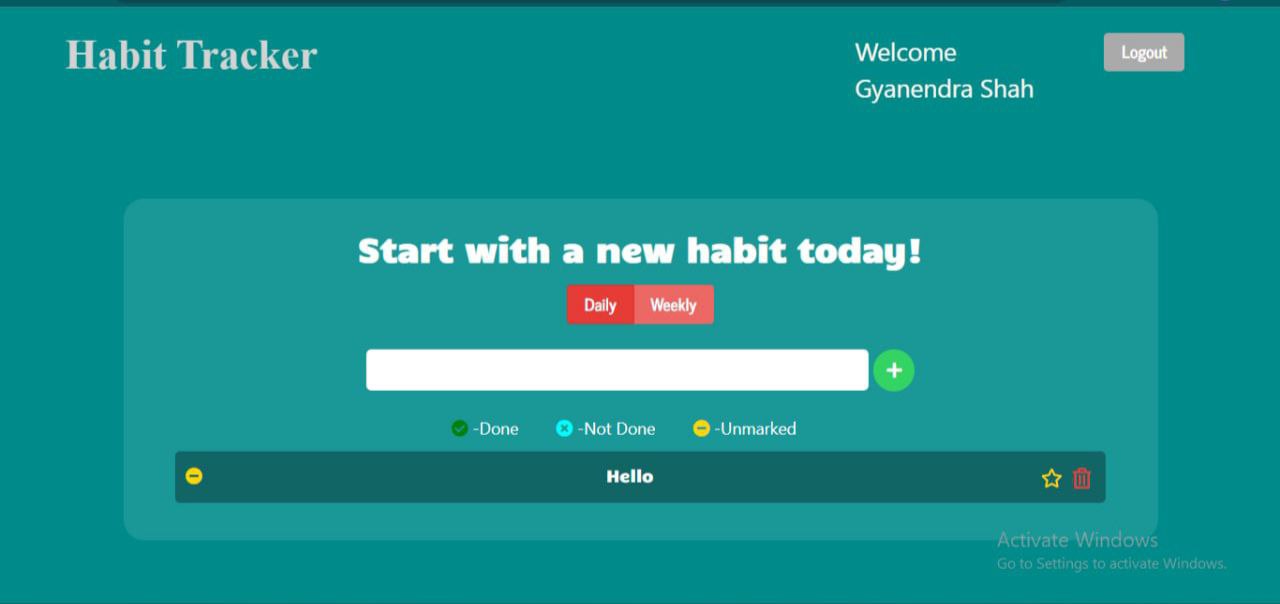 Habit Tracker
Welcome
Gyanendra Shah
Logout
Start with a new habit today!
Daily Weekly
-Done -Not Done -Unmarked
Hello
Activate Windows
Go to Settings to activate Windows.